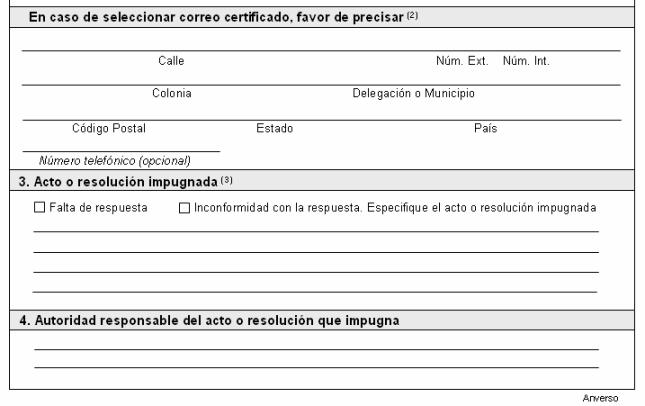 En caso de seleccionar correo certificado, favor de precisar (2)
Calle Núm. Ext. Núm. Int.
Colonia Delegación o Municipio
Código Postal Estado País
Número telefónico (opcional)
3. Acto o resolución impugnada (3)
Falta de respuesta Inconformidad con la respuesta. Especifique el acto o resolución impugnada
4. Autoridad responsable del acto o resolución que impugna
Anverso